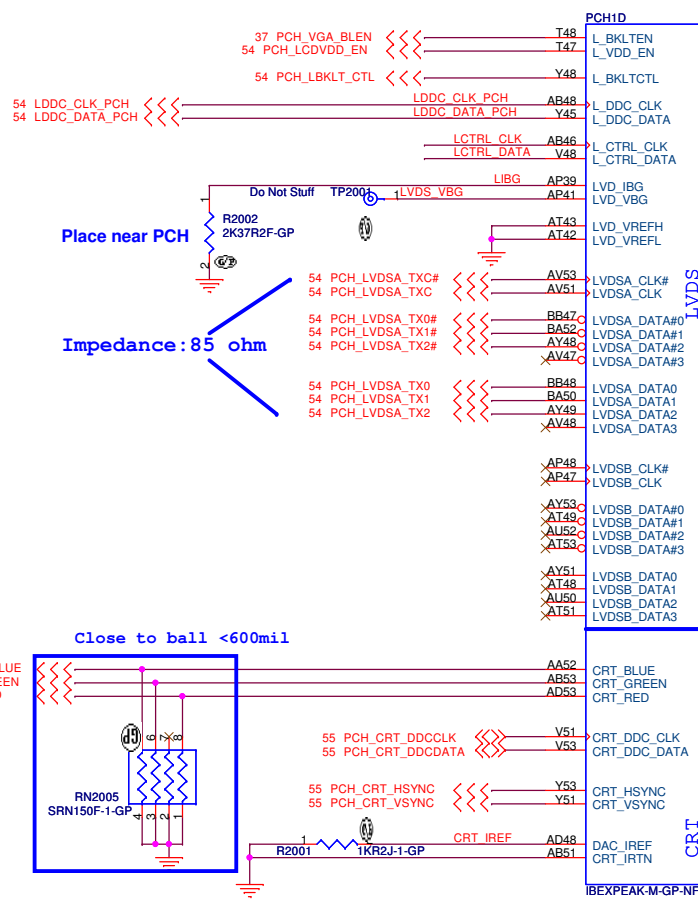 PCH1D
37 PCH_VGA_BLEN T48 L_BKLTEN
54 PCH_LCDVDD_EN T47 L_VDD_EN
54 PCH_LBKLT_CTL Y48 L_BKLTCTL
54 LDDC_CLK_PCH LDDC_CLK_PCH AB48 L_DDC_CLK
54 LDDC_DATA_PCH LDDC_DATA_PCH Y45 L_DDC_DATA
LCTRL_CLK AB46 L_CTRL_CLK
LCTRL_DATA V48 L_CTRL_DATA
LIBG AP39 LVD_IBG
Do Not Stuff TP2001 1 LVDS_VBG AP41 LVD_VBG
1
R2002
2K37R2F-GP
2
Place near PCH
AT43 LVD_VREFH
AT42 LVD_VREFL
LVDS
54 PCH_LVDSA_TXC# AV53 LVDSA_CLK#
54 PCH_LVDSA_TXC AV51 LVDSA_CLK
54 PCH_LVDSA_TX0# BB47 LVDSA_DATA#0
54 PCH_LVDSA_TX1# BA52 LVDSA_DATA#1
54 PCH_LVDSA_TX2# AY48 LVDSA_DATA#2
AV47 LVDSA_DATA#3
Impedance:85 ohm
54 PCH_LVDSA_TX0 BB48 LVDSA_DATA0
54 PCH_LVDSA_TX1 BA50 LVDSA_DATA1
54 PCH_LVDSA_TX2 AY49 LVDSA_DATA2
AV48 LVDSA_DATA3
AP48 LVDSB_CLK#
AP47 LVDSB_CLK
AY53 LVDSB_DATA#0
AT49 LVDSB_DATA#1
AU52 LVDSB_DATA#2
AT53 LVDSB_DATA#3
AY51 LVDSB_DATA0
AT48 LVDSB_DATA1
AU50 LVDSB_DATA2
AT51 LVDSB_DATA3
Close to ball <600mil
AA52 CRT_BLUE
AB53 CRT_GREEN
AD53 CRT_RED
6 7 8
RN2005
SRN150F-1-GP
4 3 2 1
55 PCH_CRT_DDCCLK V51 CRT_DDC_CLK
55 PCH_CRT_DDCDATA V53 CRT_DDC_DATA
55 PCH_CRT_HSYNC Y53 CRT_HSYNC
55 PCH_CRT_VSYNC Y51 CRT_VSYNC
CRT
1 CRT_IREF AD48 DAC_IREF
R2001 1KR2J-1-GP AB51 CRT_IRTN
IBEXPEAK-M-GP-NF